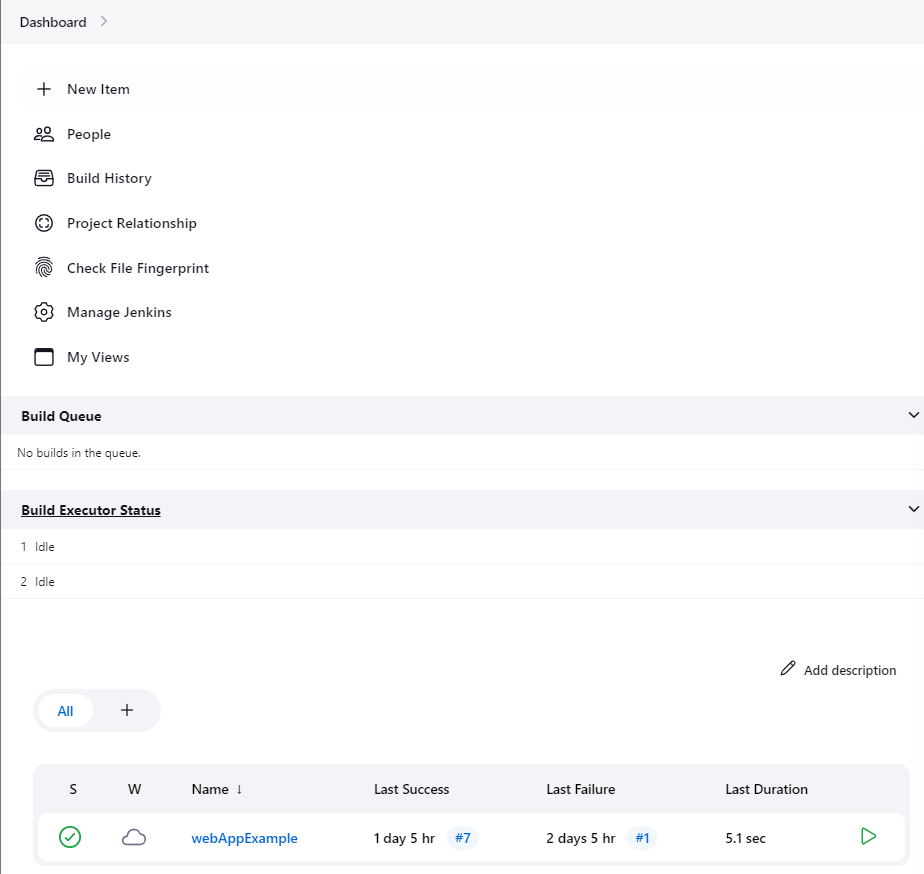 Dashboard
New Item
People
Build History
Project Relationship
Check File Fingerprint
Manage Jenkins
My Views
Build Queue
No builds in the queue.
Build Executor Status
1 Idle
2 Idle
Add description
All +
S W Name ↓ Last Success Last Failure Last Duration
webAppExample 1 day 5 hr #7 2 days 5 hr #1 5.1 sec